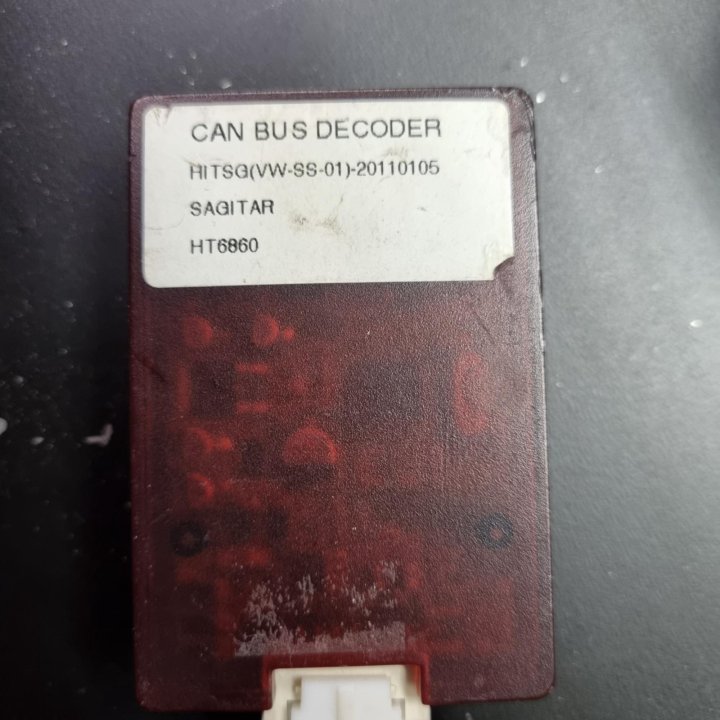 CAN BUS DECODER
HITSG(VW-SS-01)-20110105
SAGITAR
HT6860